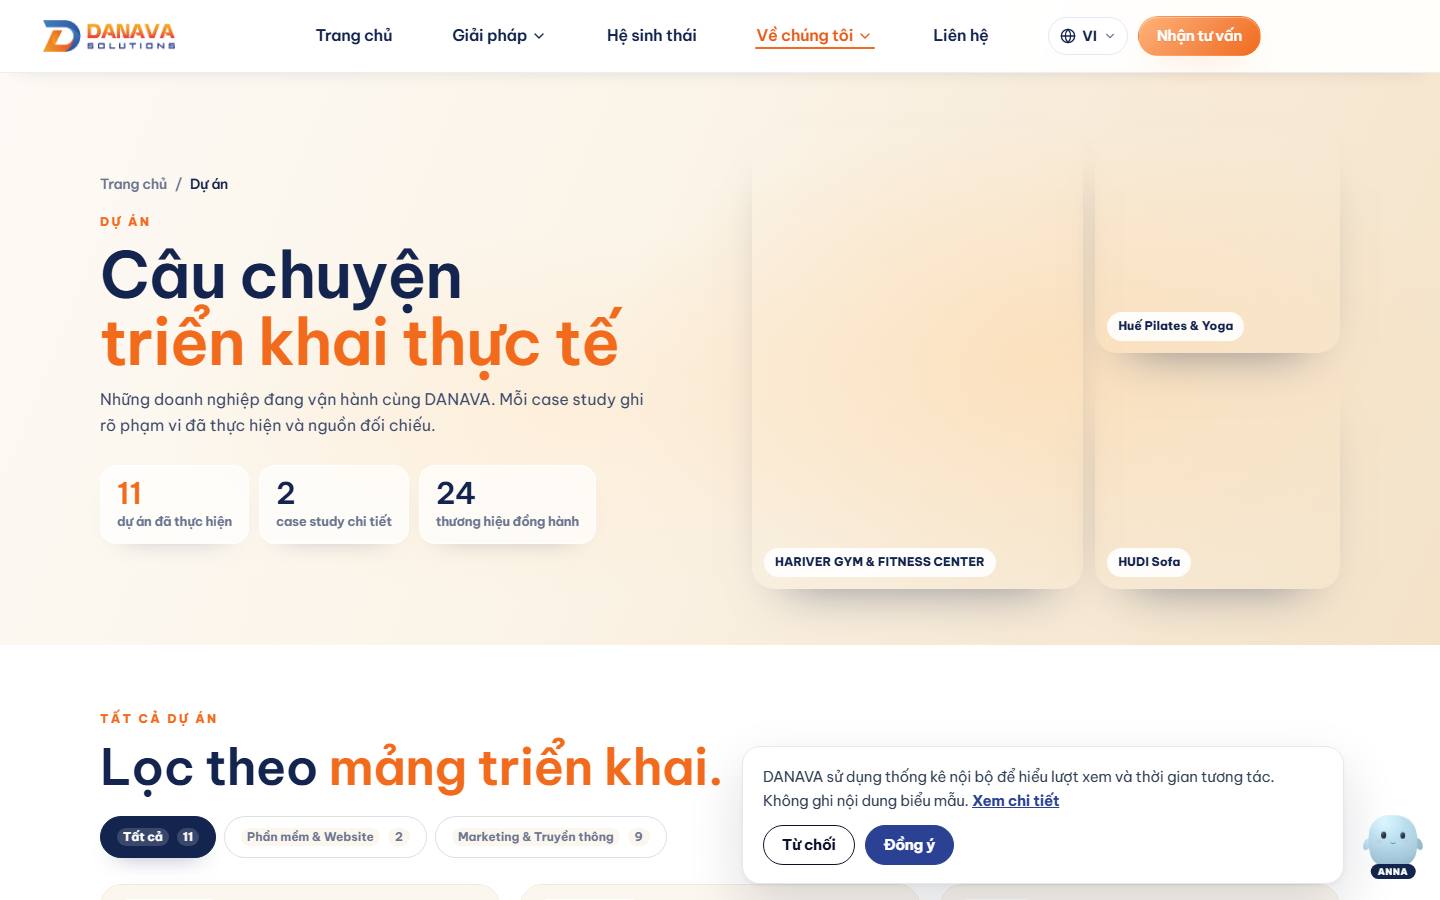 DANAVA
SOLUTIONS
Trang chủ
Giải pháp
Hệ sinh thái
Về chúng tôi
Liên hệ
VI
Nhận tư vấn
Trang chủ / Dự án
DỰ ÁN
Câu chuyện
triển khai thực tế
Những doanh nghiệp đang vận hành cùng DANAVA. Mỗi case study ghi
rõ phạm vi đã thực hiện và nguồn đối chiếu.
11
dự án đã thực hiện
2
case study chi tiết
24
thương hiệu đồng hành
HARIVER GYM & FITNESS CENTER
Huế Pilates & Yoga
HUDI Sofa
TẤT CẢ DỰ ÁN
Lọc theo mảng triển khai.
Tất cả 11
Phần mềm & Website 2
Marketing & Truyền thông 9
DANAVA sử dụng thống kê nội bộ để hiểu lượt xem và thời gian tương tác.
Không ghi nội dung biểu mẫu. Xem chi tiết
Từ chối
Đồng ý
ANNA